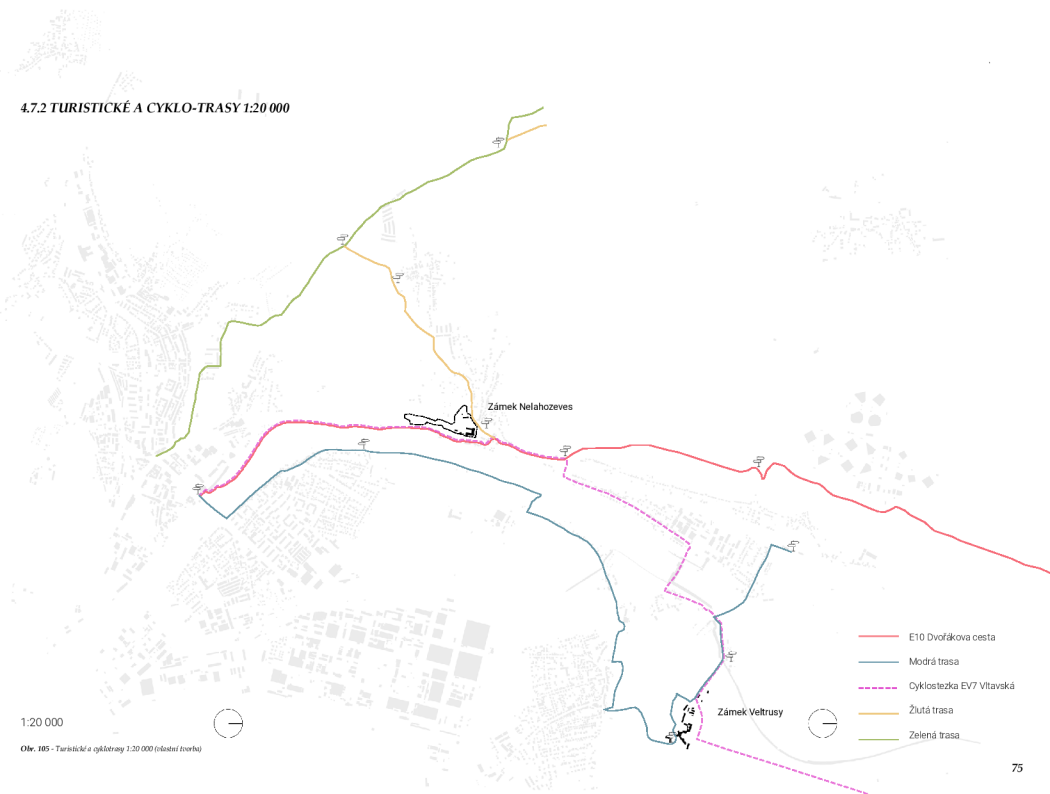 4.7.2 TURISTICKÉ A CYKLO-TRASY 1:20 000
Zámek Nelahozeves
E10 Dvořákova cesta
Modrá trasa
Cyklostezka EV7 Vltavská
Žlutá trasa
Zelená trasa
Zámek Veltrusy
1:20 000
Obr. 105 - Turistické a cyklotrasy 1:20 000 (vlastní tvorba)
75